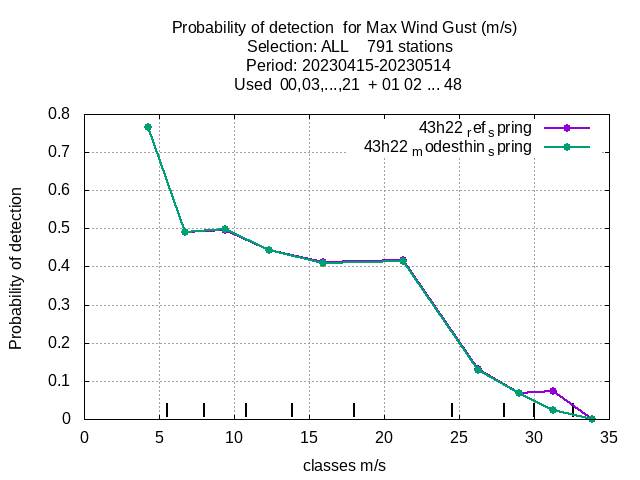 Probability of detection  for Max Wind Gust (m/s)
Selection: ALL    791 stations
Period: 20230415-20230514
Used  00,03,...,21  + 01 02 ... 48
43h22 ref spring
43h22 modesthin spring
Probability of detection
0.8
0.7
0.6
0.5
0.4
0.3
0.2
0.1
0
0 5 10 15 20 25 30 35
classes m/s